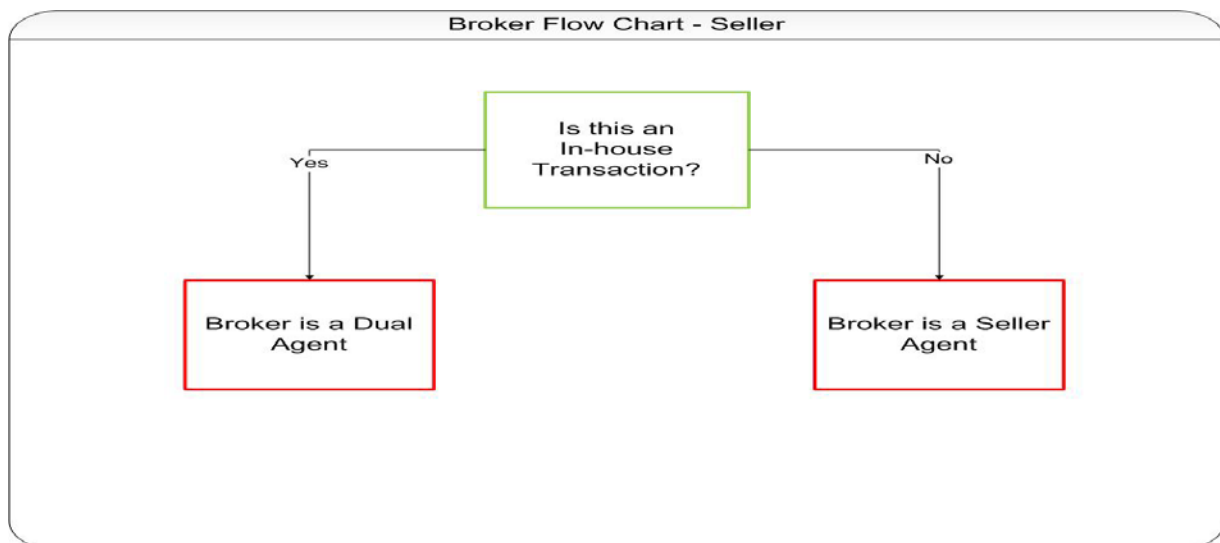 Broker Flow Chart - Seller
Is this an
In-house
Transaction?
Yes
No
Broker is a Dual
Agent
Broker is a Seller
Agent